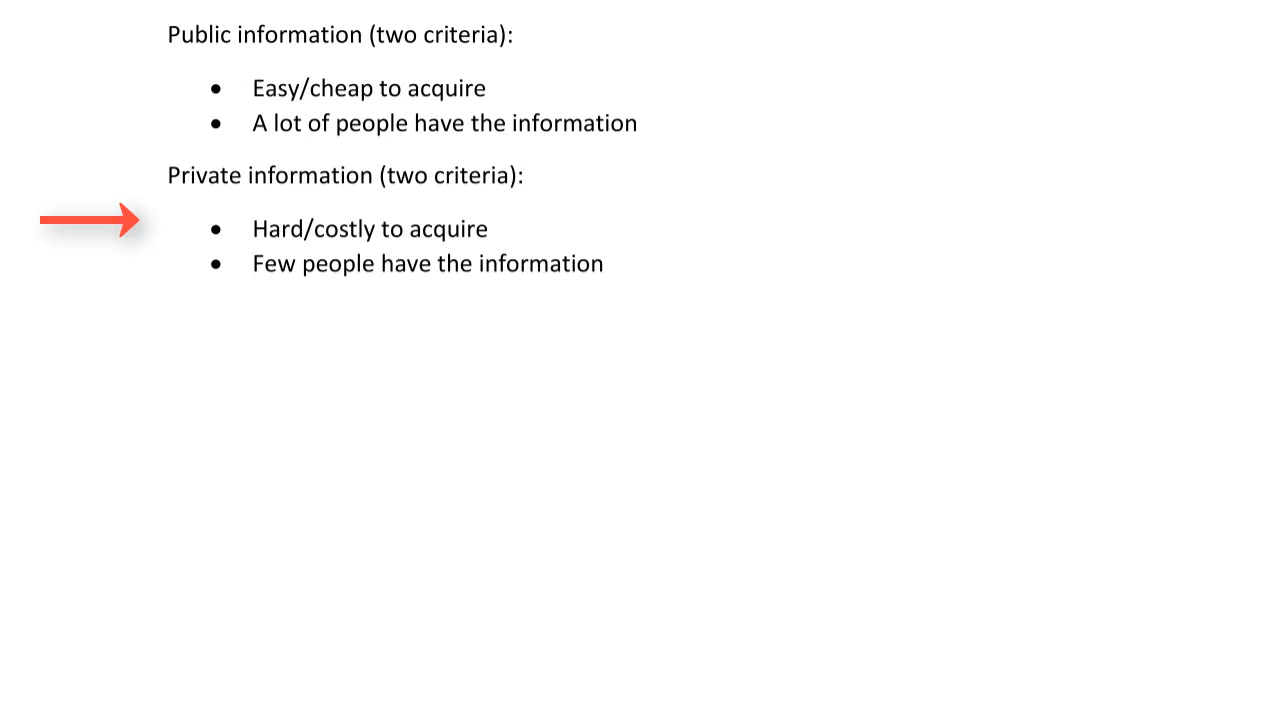 Public information (two criteria):
• Easy/cheap to acquire
• A lot of people have the information
Private information (two criteria):
• Hard/costly to acquire
• Few people have the information